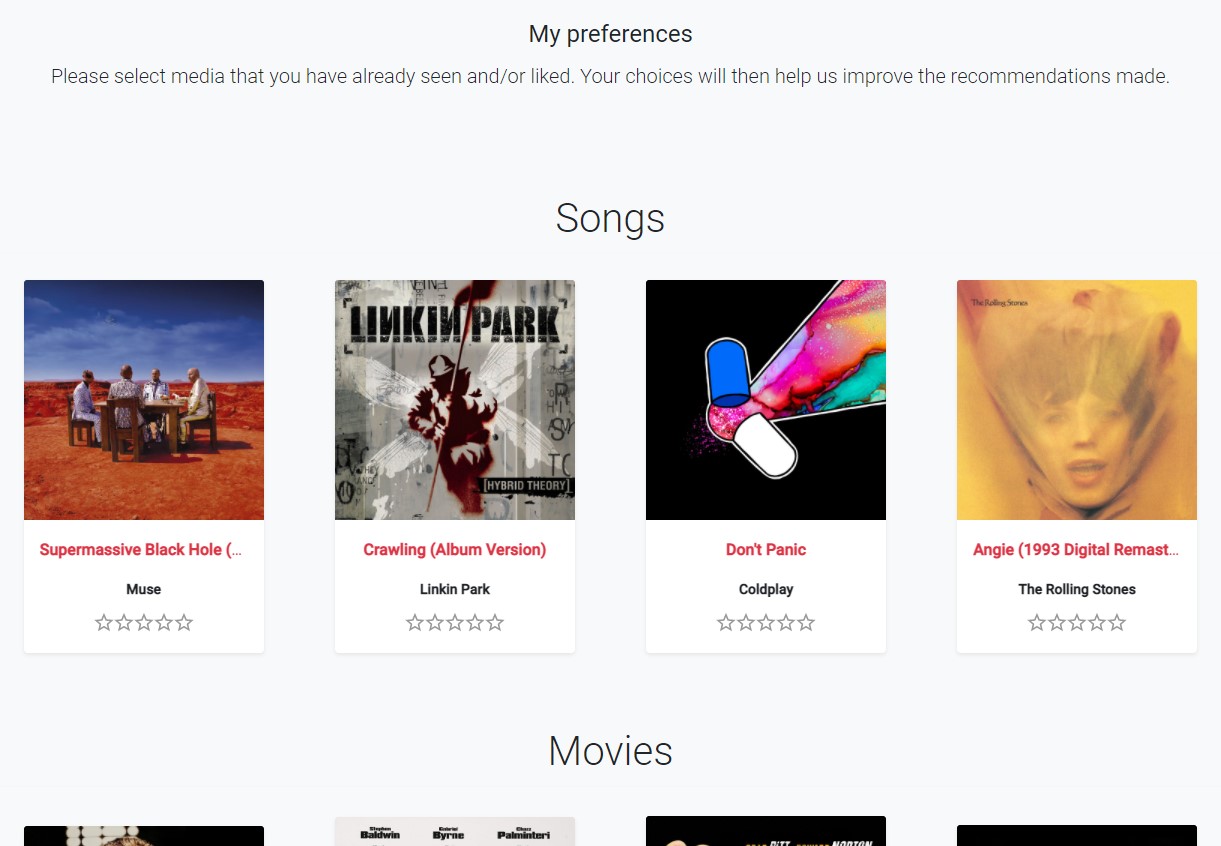 My preferences
Please select media that you have already seen and/or liked. Your choices will then help us improve the recommendations made.
Songs
LINKIN PARK
[HYBRID THEORY]
The Rolling Stones
Supermassive Black Hole (...
Crawling (Album Version)
Don't Panic
Angie (1993 Digital Remast...
Muse
Linkin Park
Coldplay
The Rolling Stones
Movies
Stephen Baldwin
Gabriel Byrne
Chazz Palminteri
PITT EDWARD NORTON